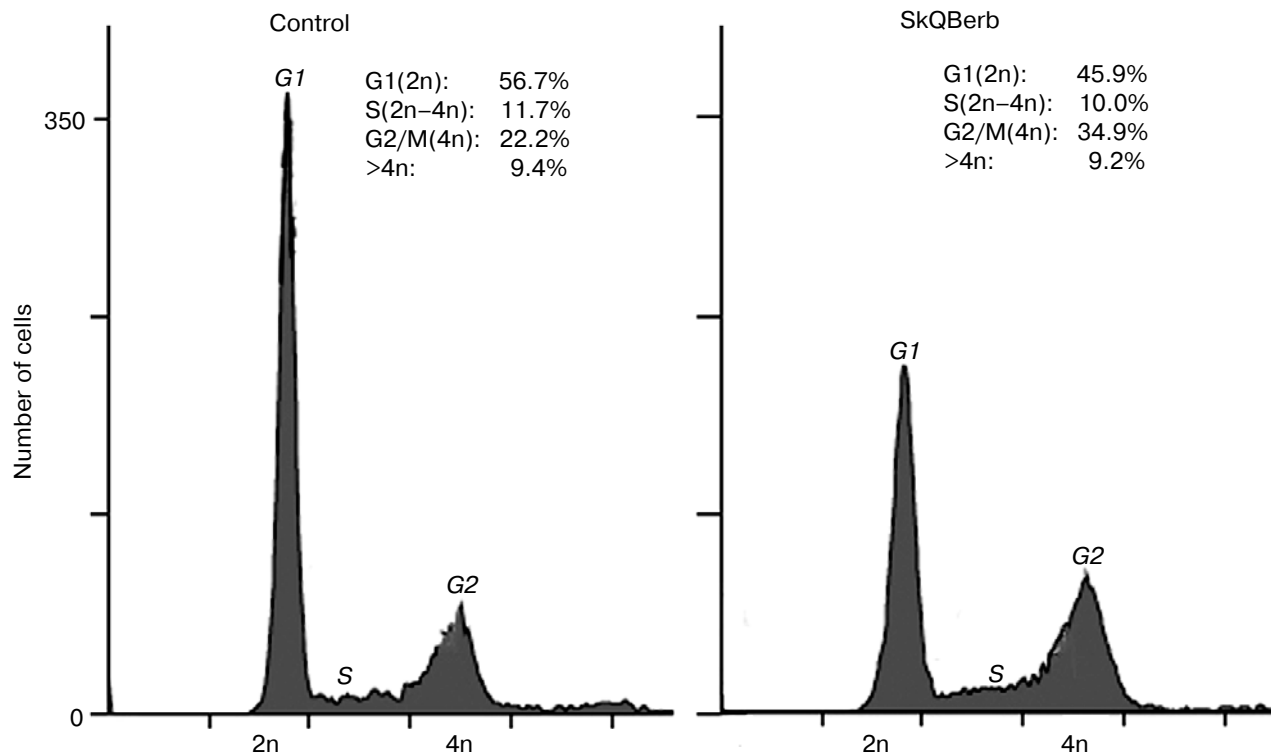 Control
G1
G1(2n): 56.7%
S(2n–4n): 11.7%
G2/M(4n): 22.2%
>4n: 9.4%
350
Number of cells
S
G2
0
2n
4n
SkQBerb
G1(2n): 45.9%
S(2n–4n): 10.0%
G2/M(4n): 34.9%
>4n: 9.2%
G1
G2
S
2n
4n